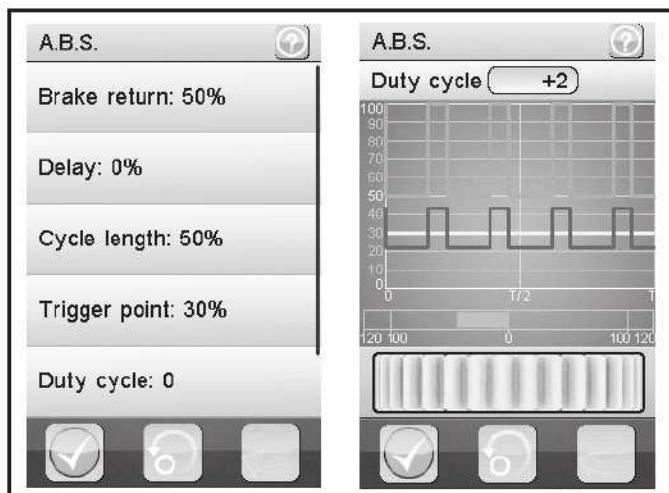 A.B.S.
?
Brake return: 50%
Delay: 0%
Cycle length: 50%
Trigger point: 30%
Duty cycle: 0
A.B.S.
?
Duty cycle +2
100
90
80
70
60
50
40
30
20
10
0
0 T/2 T
120 100 0 100 120